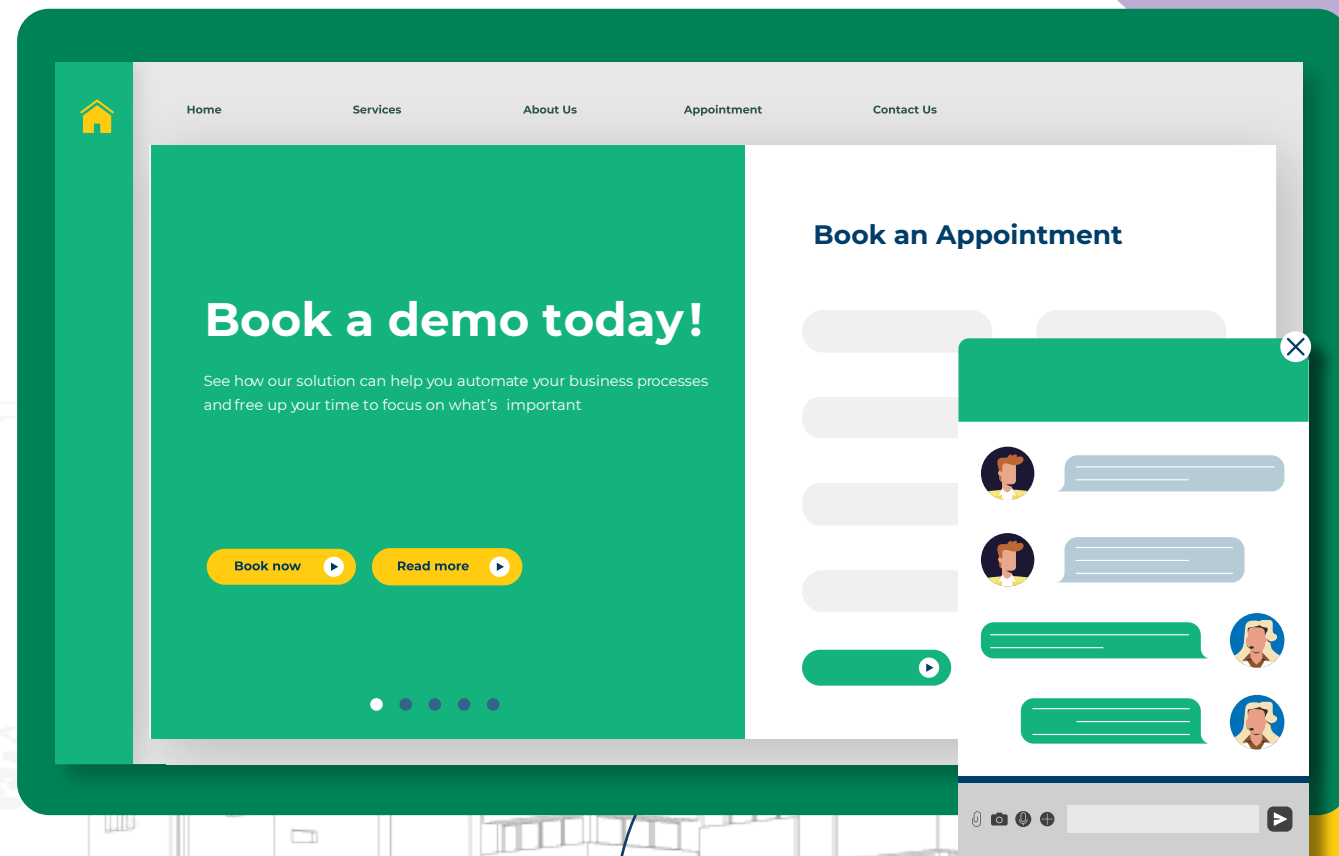 Home
Services
About Us
Appointment
Contact Us
Book a demo today!
See how our solution can help you automate your business processes
and free up your time to focus on what’s important
Book now
Read more
Book an Appointment